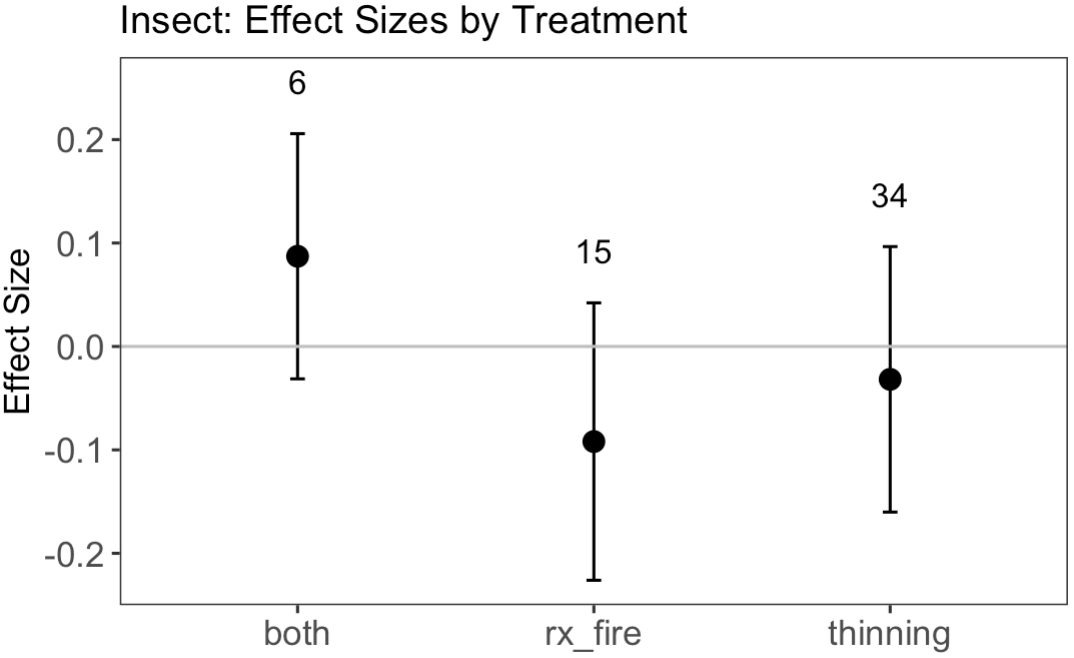 Insect: Effect Sizes by Treatment
6
0.2
34
0.1
15
0.0
Effect Size
-0.1
-0.2
both
rx_fire
thinning